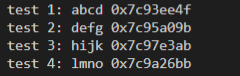 test 1: abcd 0x7c93ee4f
test 2: defg 0x7c95a09b
test 3: hijk 0x7c97e3ab
test 4: lmno 0x7c9a26bb